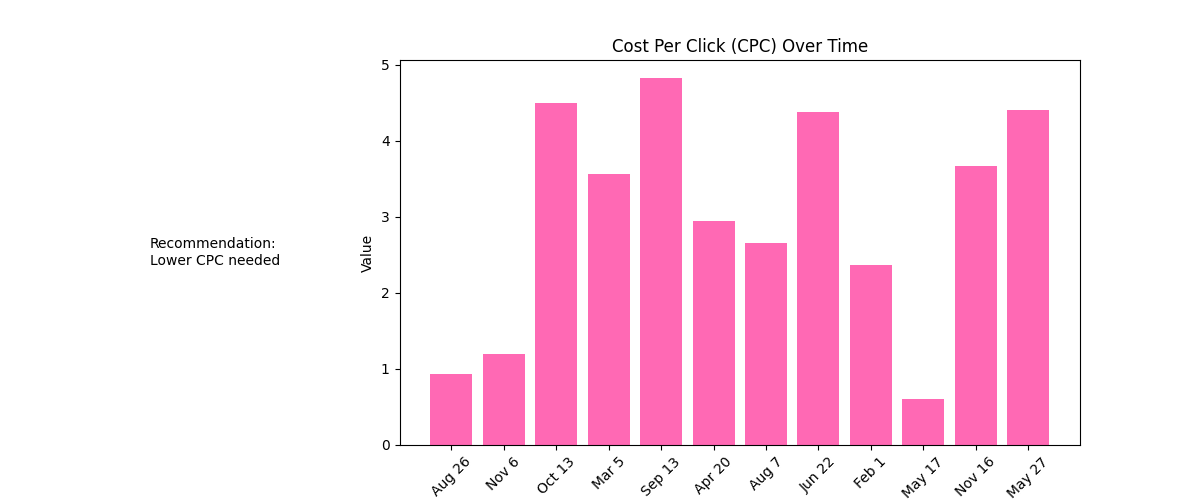 Cost Per Click (CPC) Over Time
Recommendation:
Lower CPC needed
Value
5
4
3
2
1
0
Aug 26
Nov 6
Oct 13
Mar 5
Sep 13
Apr 20
Aug 7
Jun 22
Feb 1
May 17
Nov 16
May 27